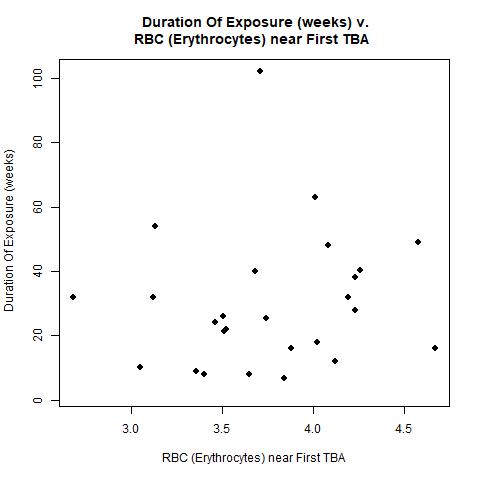 Duration Of Exposure (weeks) v.
RBC (Erythrocytes) near First TBA
Duration Of Exposure (weeks)
100
80
60
40
20
0
3.0 3.5 4.0 4.5
RBC (Erythrocytes) near First TBA